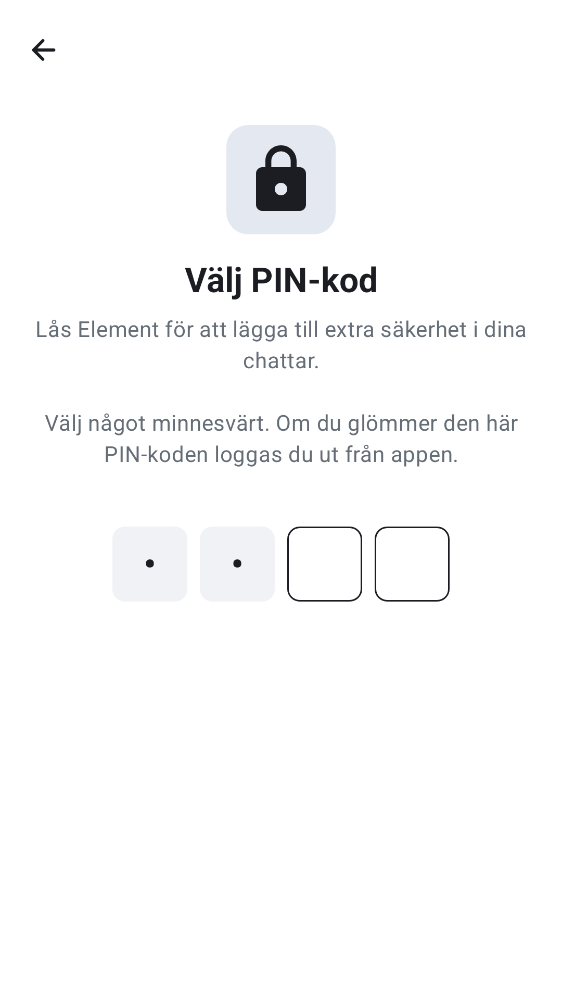 Välj PIN-kod
Lås Element för att lägga till extra säkerhet i dina
chattar.
Välj något minnesvärt. Om du glömmer den här
PIN-koden loggas du ut från appen.